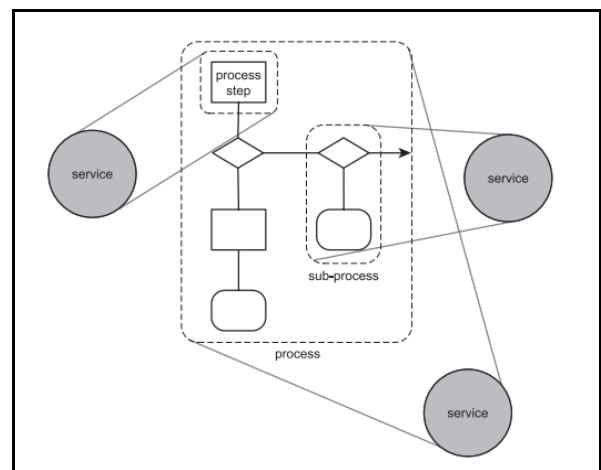 process
step
service
service
sub-process
process
service